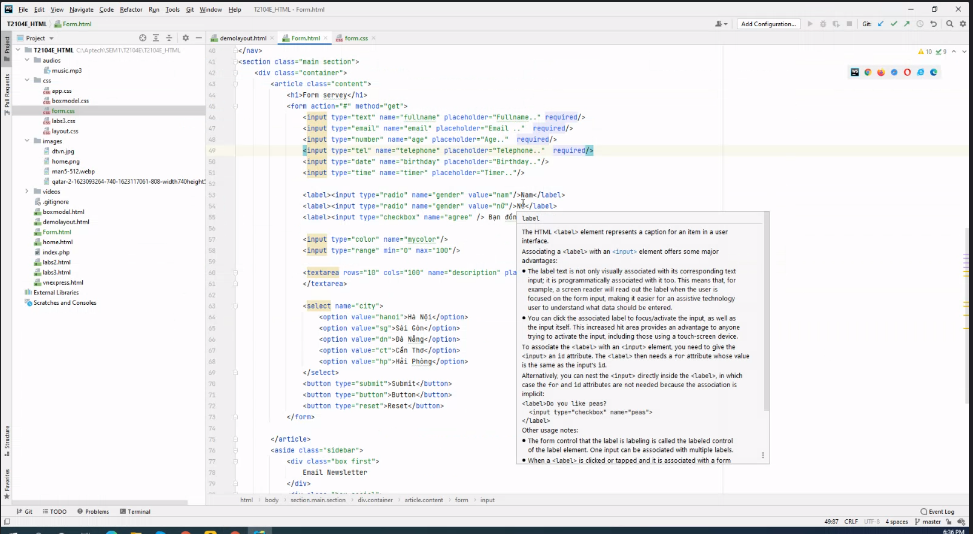 File Edit View Navigate Code Refactor Run Tools Git Window Help T2104E_HTML - Form.html
T2104E_HTML Form.html
Add Configuration...
Git:
Project
demolayout.html
Form.html
form.css
T2104E_HTML C:\Aptech\SEM1\T2104E\T2104E_HTML
audios
music.mp3
css
app.css
boxmodel.css
form.css
labs3.css
layout.css
images
dtvn.jpg
home.png
man5-512.webp
qatar-2-1623117061-808-width740height5
videos
.gitignore
boxmodel.html
demolayout.html
Form.html
home.html
index.php
labs2.html
labs3.html
vnexpress.html
External Libraries
Scratches and Consoles
Project
Pull Requests
Structure
Favorites
10 9
40 </nav>
41 <section class="main section">
42 <div class="container">
43 <article class="content">
44 <h1>Form servey</h1>
45 <form action="#" method="get">
46 <input type="text" name="fullname" placeholder="Fullname.." required/>
47 <input type="email" name="email" placeholder="Email .." required/>
48 <input type="number" name="age" placeholder="Age.." required/>
49 <input type="tel" name="telephone" placeholder="Telephone.." required/>
50 <input type="date" name="birthday" placeholder="Birthday.."/>
51 <input type="time" name="timer" placeholder="Timer.."/>
52
53 <label><input type="radio" name="gender" value="nam"/>Nam</label>
54 <label><input type="radio" name="gender" value="nữ"/>Nữ</label>
55 <label><input type="checkbox" name="agree" /> Bạn đồn
56
57 <input type="color" name="mycolor"/>
58 <input type="range" min="0" max="100"/>
59
60 <textarea rows="10" cols="100" name="description" pla
61 </textarea>
62
63 <select name="city">
64 <option value="hanoi">Hà Nội</option>
65 <option value="sg">Sài Gòn</option>
66 <option value="dn">Đà Nẵng</option>
67 <option value="ct">Cần Thơ</option>
68 <option value="hp">Hải Phòng</option>
69 </select>
70 <button type="submit">Submit</button>
71 <button type="button">Button</button>
72 <button type="reset">Reset</button>
73 </form>
74
75 </article>
76 <aside class="sidebar">
77 <div class="box first">
78 Email Newsletter
79 </div>
label
The HTML <label> element represents a caption for an item in a user
interface.
Associating a <label> with an <input> element offers some major
advantages:
• The label text is not only visually associated with its corresponding text
input; it is programmatically associated with it too. This means that, for
example, a screen reader will read out the label when the user is
focused on the form input, making it easier for an assistive technology
user to understand what data should be entered.
• You can click the associated label to focus/activate the input, as well as
the input itself. This increased hit area provides an advantage to anyone
trying to activate the input, including those using a touch-screen device.
To associate the <label> with an <input> element, you need to give the
<input> an id attribute. The <label> then needs a for attribute whose value
is the same as the input's id.
Alternatively, you can nest the <input> directly inside the <label>, in which
case the for and id attributes are not needed because the association is
implicit:
<label>Do you like peas?
<input type="checkbox" name="peas">
</label>
Other usage notes:
• The form control that the label is labeling is called the labeled control
of the label element. One input can be associated with multiple labels.
• When a <label> is clicked or tapped and it is associated with a form
html body section.main.section div.container article.content form input
Git TODO Problems Terminal
Event Log
49:87 CRLF UTF-8 4 spaces master